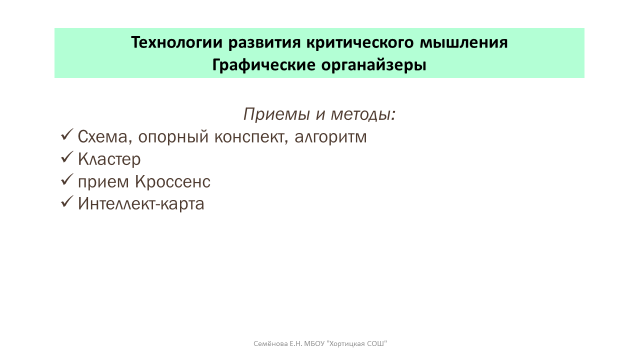 Технологии развития критического мышления
Графические органайзеры
Приемы и методы:
✓ Схема, опорный конспект, алгоритм
✓ Кластер
✓ прием Кроссенс
✓ Интеллект-карта
Семёнова Е.Н. МБОУ "Хортицкая СОШ"